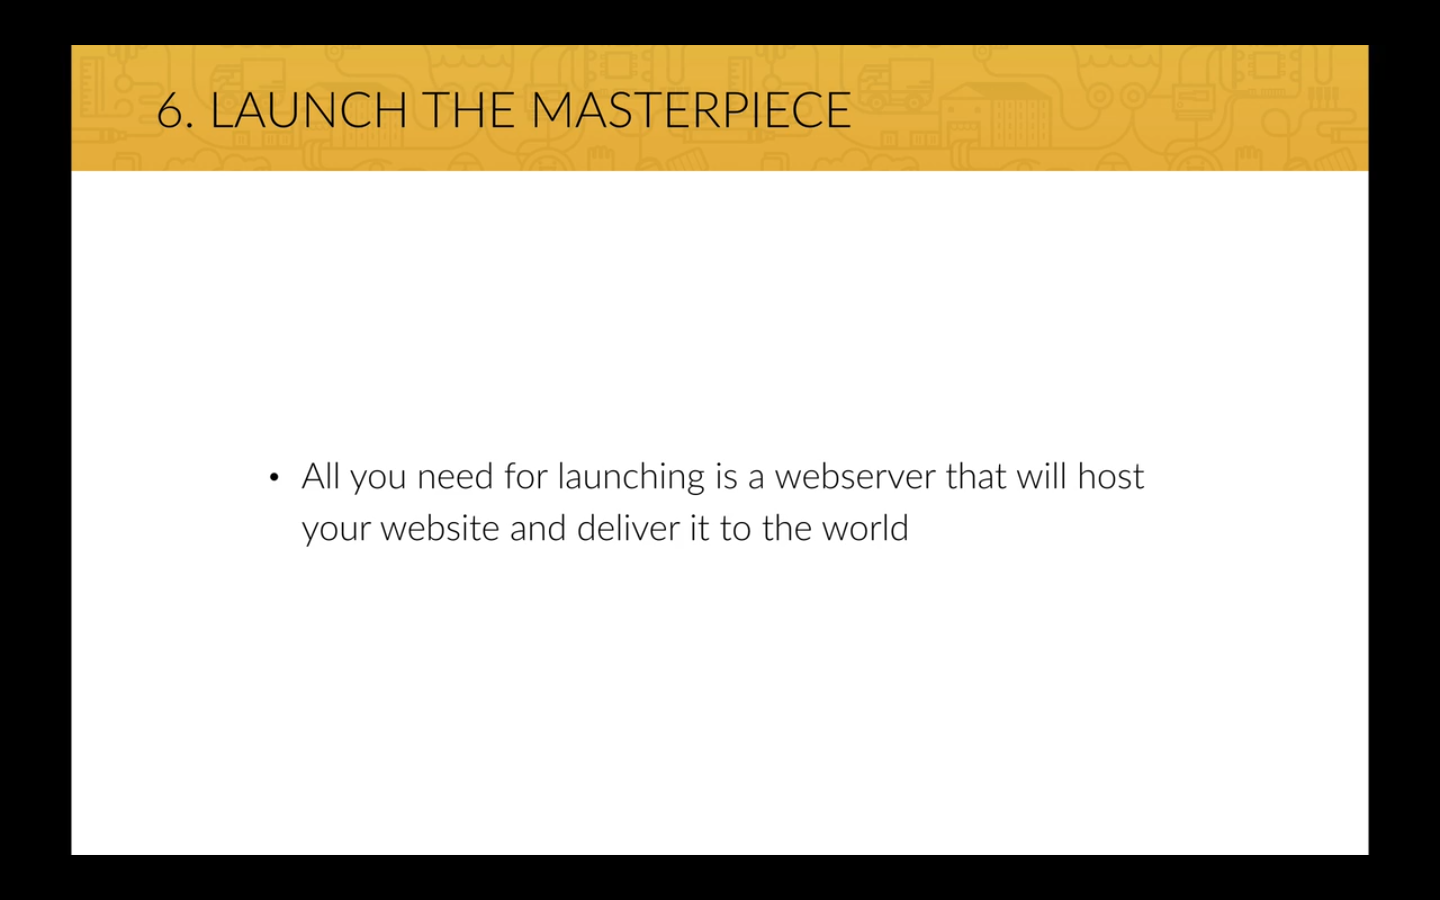 6. LAUNCH THE MASTERPIECE
• All you need for launching is a webserver that will host
your website and deliver it to the world